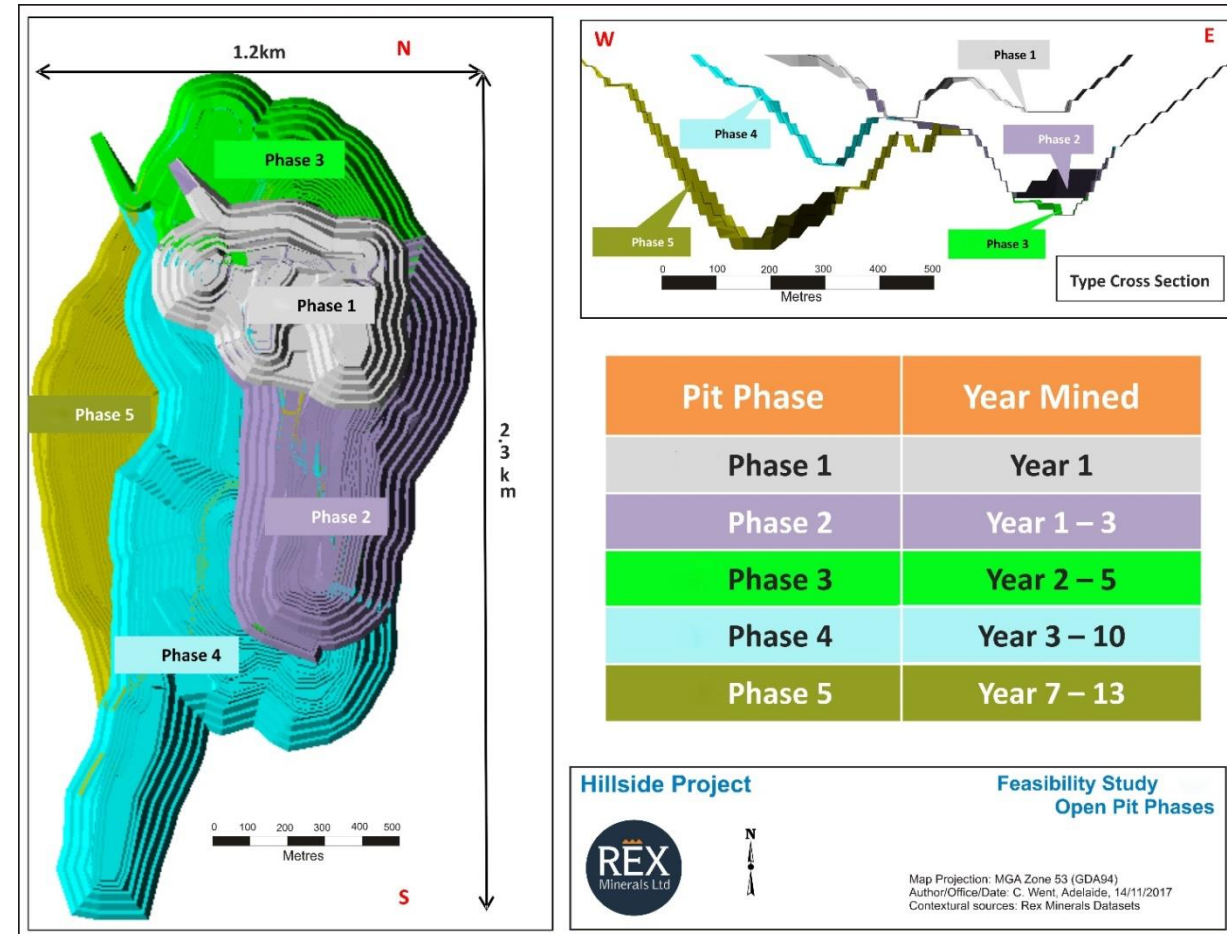 1.2km
N
Phase 3
Phase 1
Phase 5
2.3 km
Phase 2
Phase 4
0 100 200 300 400 500
Metres
S
W
E
Phase 1
Phase 4
Phase 2
Phase 5
Phase 3
0 100 200 300 400 500
Metres
Type Cross Section
Pit Phase Year Mined
Phase 1 Year 1
Phase 2 Year 1 – 3
Phase 3 Year 2 – 5
Phase 4 Year 3 – 10
Phase 5 Year 7 – 13
Hillside Project
Feasibility Study
Open Pit Phases
REX
Minerals Ltd
N
Map Projection: MGA Zone 53 (GDA94)
Author/Office/Date: C. Went, Adelaide, 14/11/2017
Contextural sources: Rex Minerals Datasets